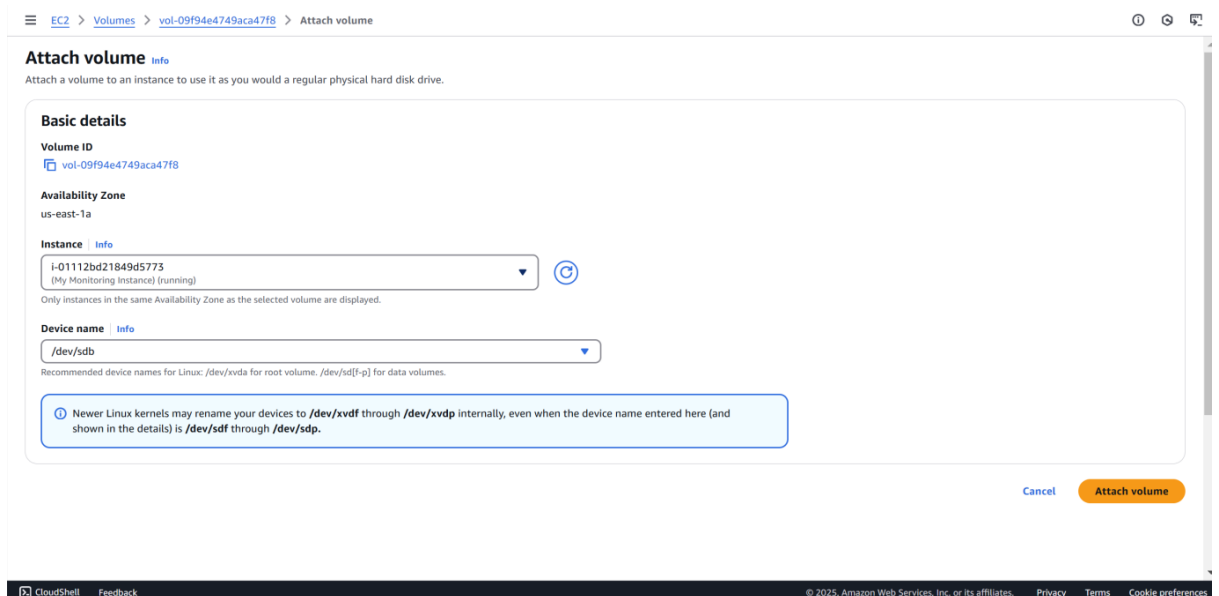 EC2 > Volumes > vol-09f94e4749aca47f8 > Attach volume
Attach volume Info
Attach a volume to an instance to use it as you would a regular physical hard disk drive.
Basic details
Volume ID
vol-09f94e4749aca47f8
Availability Zone
us-east-1a
Instance | Info
i-01112bd21849d5773
(My Monitoring Instance) (running)
Only instances in the same Availability Zone as the selected volume are displayed.
Device name | Info
/dev/sdb
Recommended device names for Linux: /dev/xvda for root volume. /dev/sd[f-p] for data volumes.
Newer Linux kernels may rename your devices to /dev/xvdf through /dev/xvdp internally, even when the device name entered here (and
shown in the details) is /dev/sdf through /dev/sdp.
Cancel Attach volume
CloudShell Feedback © 2025, Amazon Web Services, Inc. or its affiliates. Privacy Terms Cookie preferences